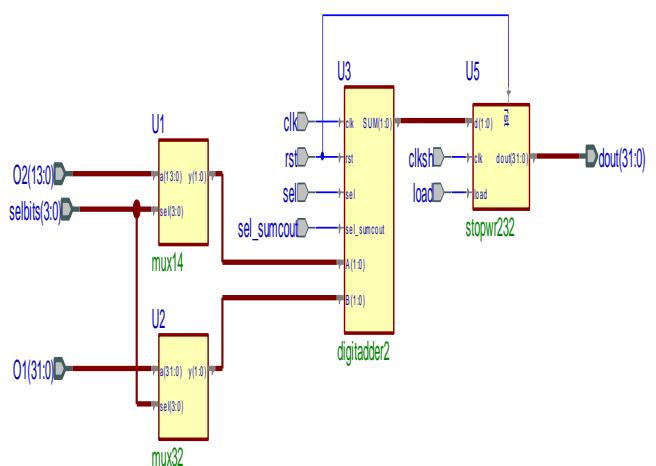 U3
U5
U1
clk
clk
SUM(1:0)
d(1:0)
rst
rst
rst
dout(31:0)
dout(31:0)
clksh
clk
O2(13:0)
a(13:0)
y(1:0)
sel
sel
load
load
selbits(3:0)
sel(3:0)
sel_sumcout
sel_sumcout
stopwr232
mux14
A(1:0)
B(1:0)
U2
digitadder2
O1(31:0)
a(31:0)
y(1:0)
sel(3:0)
mux32